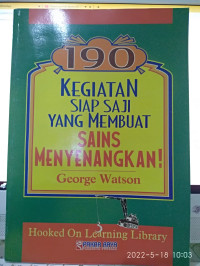 190
KEGIATAN
SIAP SAJI
YANG MEMBUAT
SAINS
MENYENANGKAN!
George Watson
Hooked On Learning Library
2022-5-18 10:03